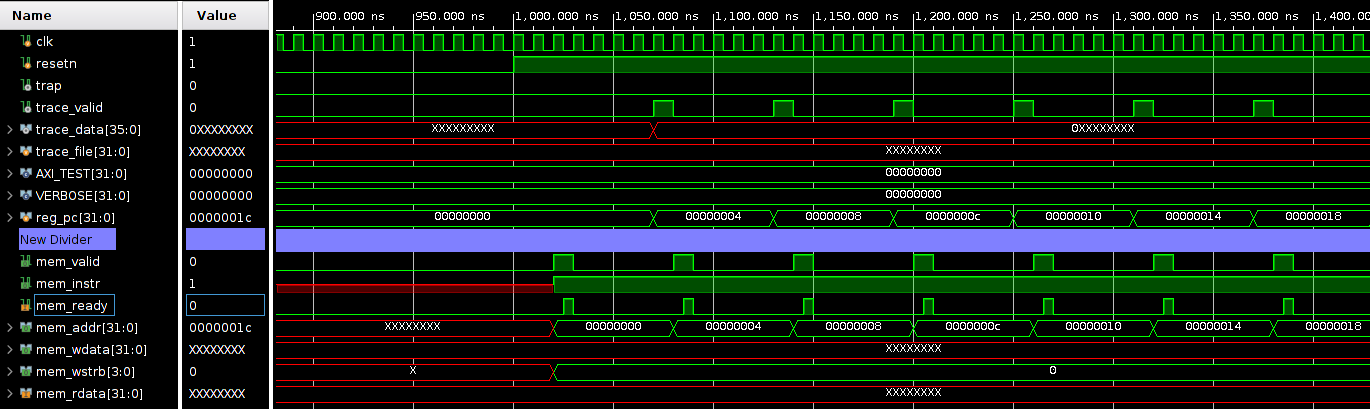 Name Value 900.000 ns 950.000 ns 1,000.000 ns 1,050.000 ns 1,100.000 ns 1,150.000 ns 1,200.000 ns 1,250.000 ns 1,300.000 ns 1,350.000 ns 1,400.00
clk 1
resetn 1
trap 0
trace_valid 0
trace_data[35:0] 0XXXXXXXX XXXXXXXXX 0XXXXXXXX
trace_file[31:0] XXXXXXXX XXXXXXXX
AXI_TEST[31:0] 00000000 00000000
VERBOSE[31:0] 00000000 00000000
reg_pc[31:0] 0000001c 00000000 00000004 00000008 0000000c 00000010 00000014 00000018
New Divider
mem_valid 0
mem_instr 1
mem_ready 0
mem_addr[31:0] 0000001c XXXXXXXX 00000000 00000004 00000008 0000000c 00000010 00000014 00000018
mem_wdata[31:0] XXXXXXXX XXXXXXXX
mem_wstrb[3:0] 0 X 0
mem_rdata[31:0] XXXXXXXX XXXXXXXX